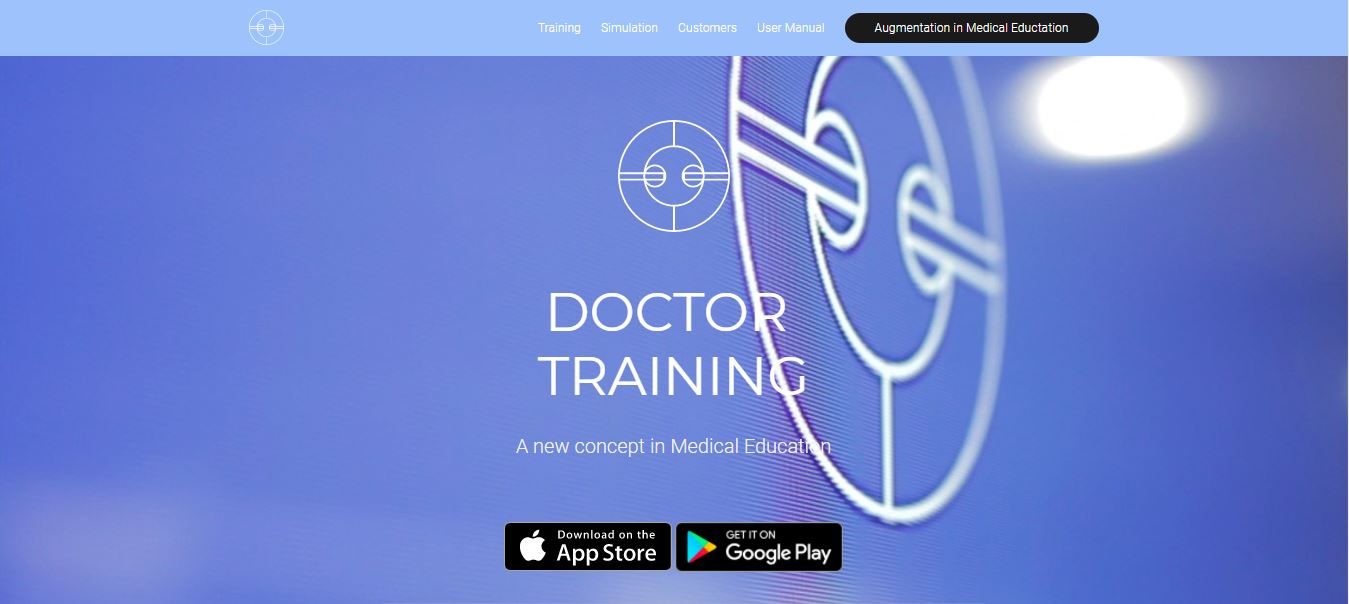 Training Simulation Customers User Manual Augmentation in Medical Eductation
DOCTOR
TRAINING
A new concept in Medical Education
Download on the
App Store
GET IT ON
Google Play